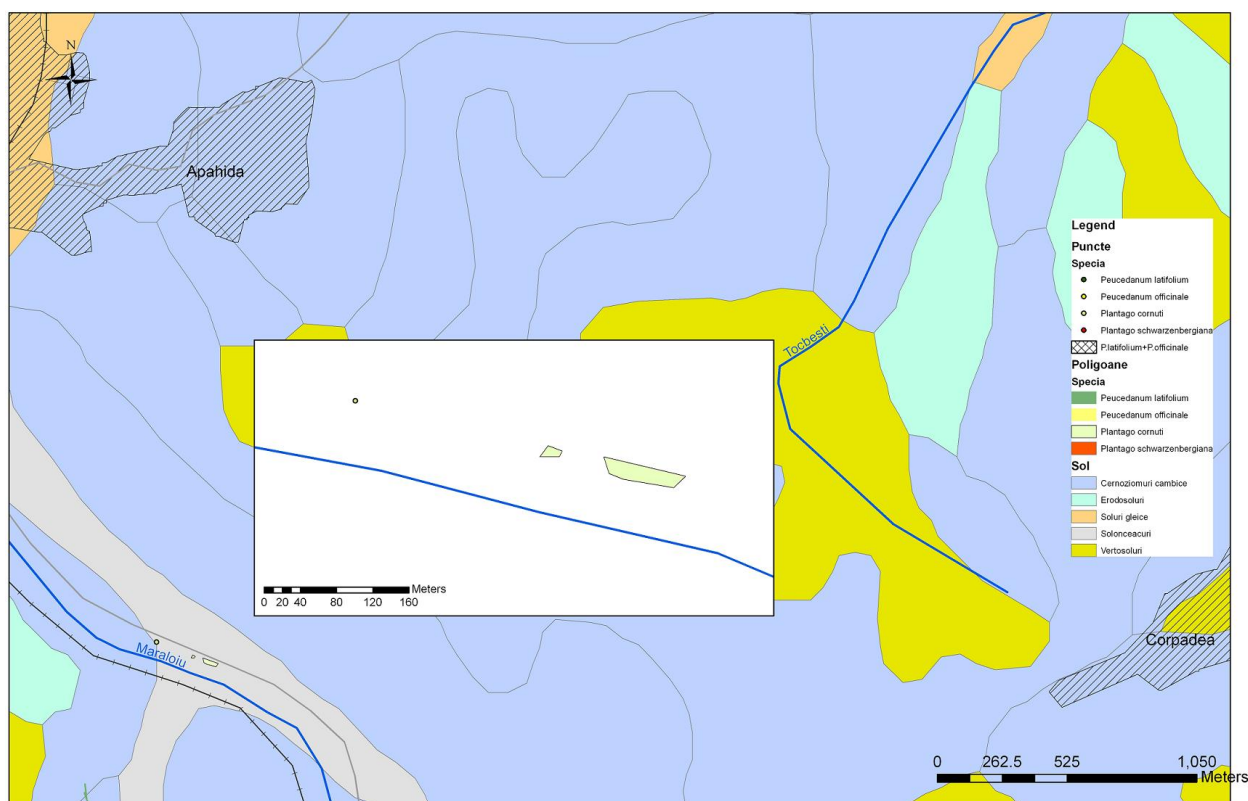 N
Apahida
Tocbesti
Maraloiu
Corpadea
0 20 40 80 120 160
Meters
Legend
Puncte
Specia
Peucedanum latifolium
Peucedanum officinale
Plantago cornuti
Plantago schwarzenbergiana
P.latifolium+P.officinale
Poligoane
Specia
Peucedanum latifolium
Peucedanum officinale
Plantago cornuti
Plantago schwarzenbergiana
Sol
Cernoziomuri cambice
Erodosoluri
Soluri gleice
Solonceacuri
Vertosoluri
0 262.5 525 1,050
Meters